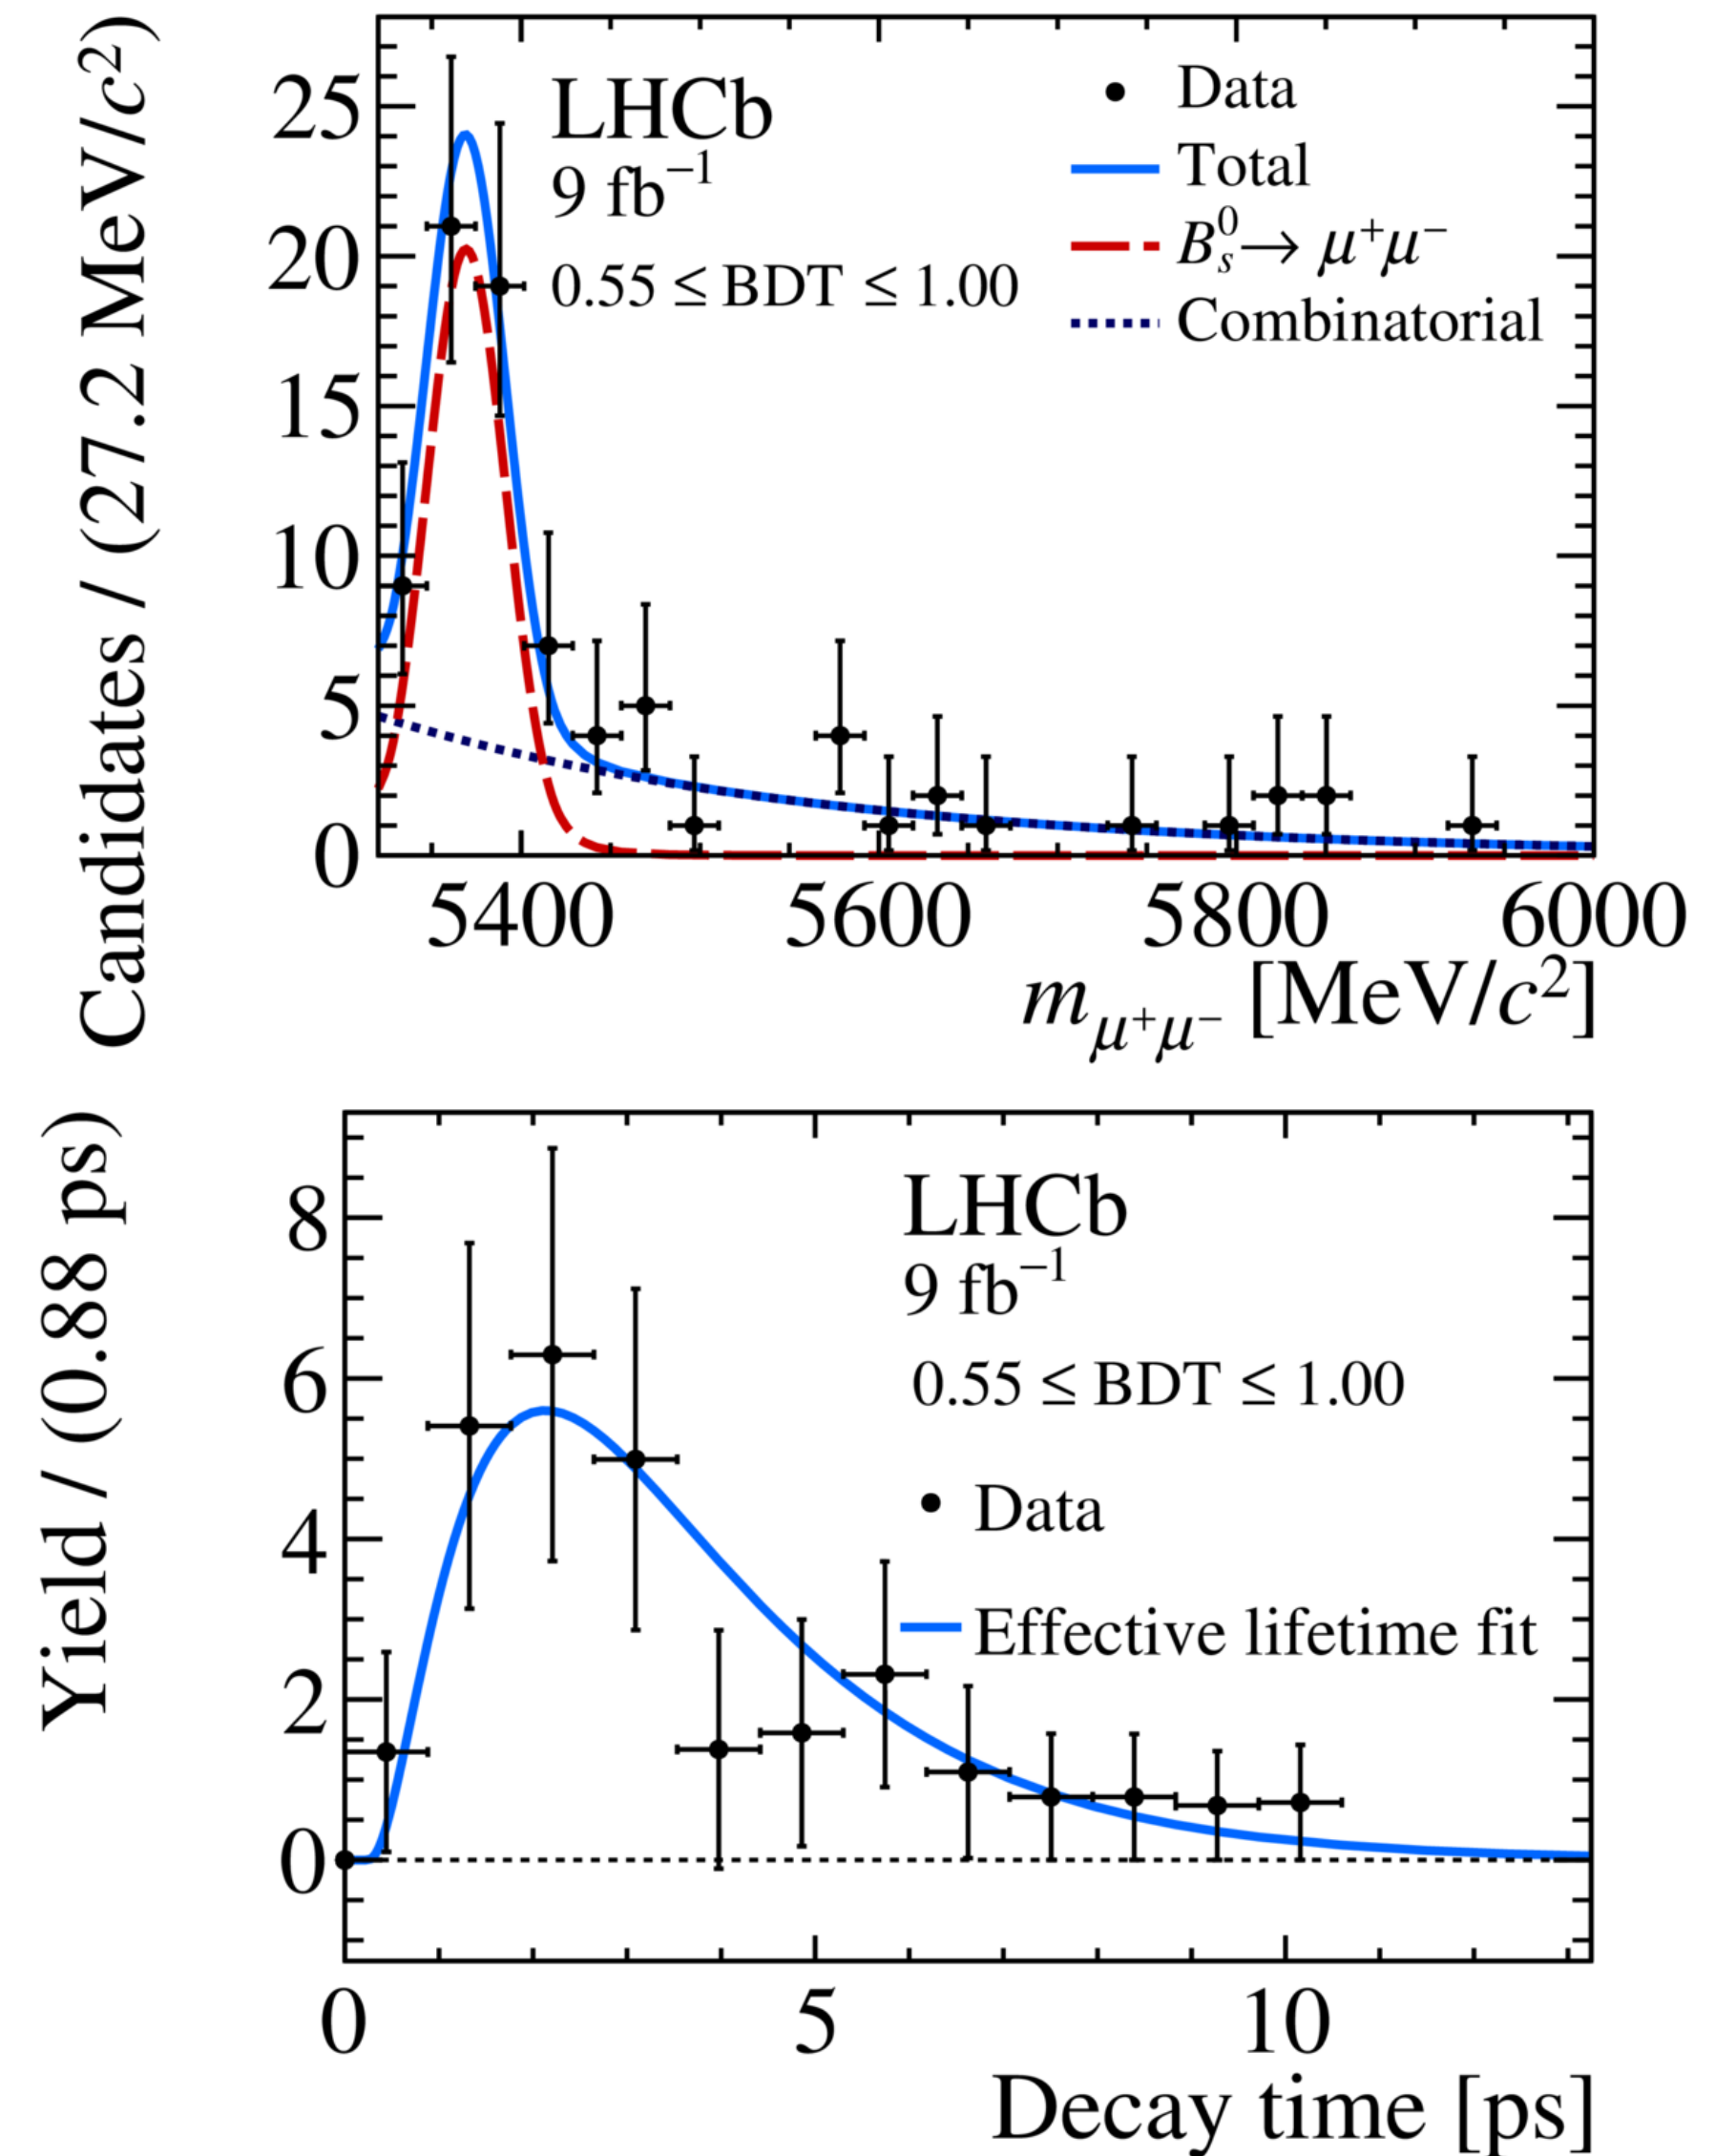 Candidates / (27.2 MeV/c²)
25
20
15
10
5
0
LHCb
9 fb⁻¹
0.55 ≤ BDT ≤ 1.00
Data
Total
B⁰ₛ→ μ⁺μ⁻
Combinatorial
5400 5600 5800 6000
m_μ⁺μ⁻ [MeV/c²]
Yield / (0.88 ps)
8
6
4
2
0
LHCb
9 fb⁻¹
0.55 ≤ BDT ≤ 1.00
Data
Effective lifetime fit
0 5 10
Decay time [ps]